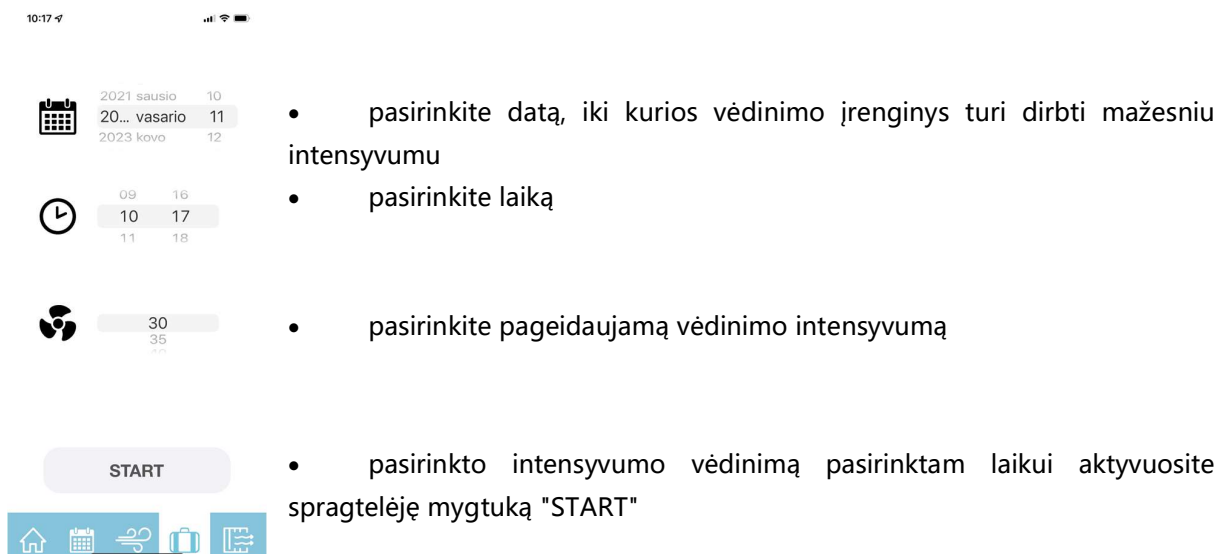 10:17
2021 sausio 10
20... vasario 11
2023 kovo 12
• pasirinkite datą, iki kurios vėdinimo įrenginys turi dirbti mažesniu
intensyvumu
09 16
10 17
11 18
• pasirinkite laiką
30
35
• pasirinkite pageidaujamą vėdinimo intensyvumą
START
• pasirinkto intensyvumo vėdinimą pasirinktam laikui aktyvuosite
spragtelėję mygtuką "START"